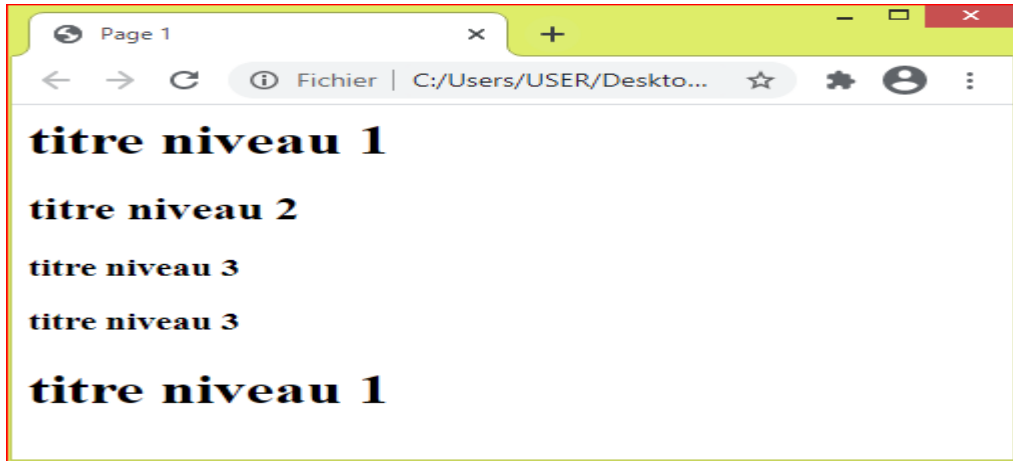 Page 1
Fichier | C:/Users/USER/Deskto...
titre niveau 1
titre niveau 2
titre niveau 3
titre niveau 3
titre niveau 1